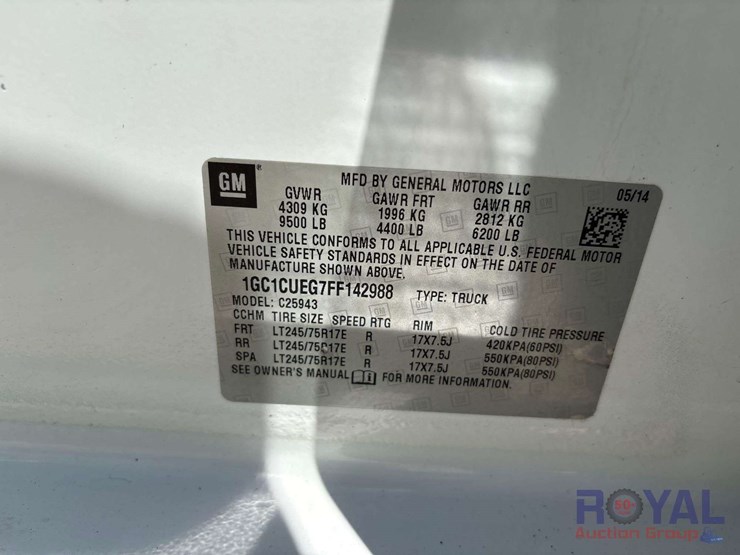 GM®
MFD BY GENERAL MOTORS LLC
05/14
GVWR GAWR FRT GAWR RR
4309 KG 1996 KG 2812 KG
9500 LB 4400 LB 6200 LB
THIS VEHICLE CONFORMS TO ALL APPLICABLE U.S. FEDERAL MOTOR
VEHICLE SAFETY STANDARDS IN EFFECT ON THE DATE OF
MANUFACTURE SHOWN ABOVE.
1GC1CUEG7FF142988 TYPE: TRUCK
MODEL: C25943
CCHM TIRE SIZE SPEED RTG RIM COLD TIRE PRESSURE
FRT LT245/75R17E R 17X7.5J 420KPA(60PSI)
RR LT245/75R17E R 17X7.5J 550KPA(80PSI)
SPA LT245/75R17E R 17X7.5J 550KPA(80PSI)
SEE OWNER'S MANUAL FOR MORE INFORMATION.
ROYAL
Auction Group